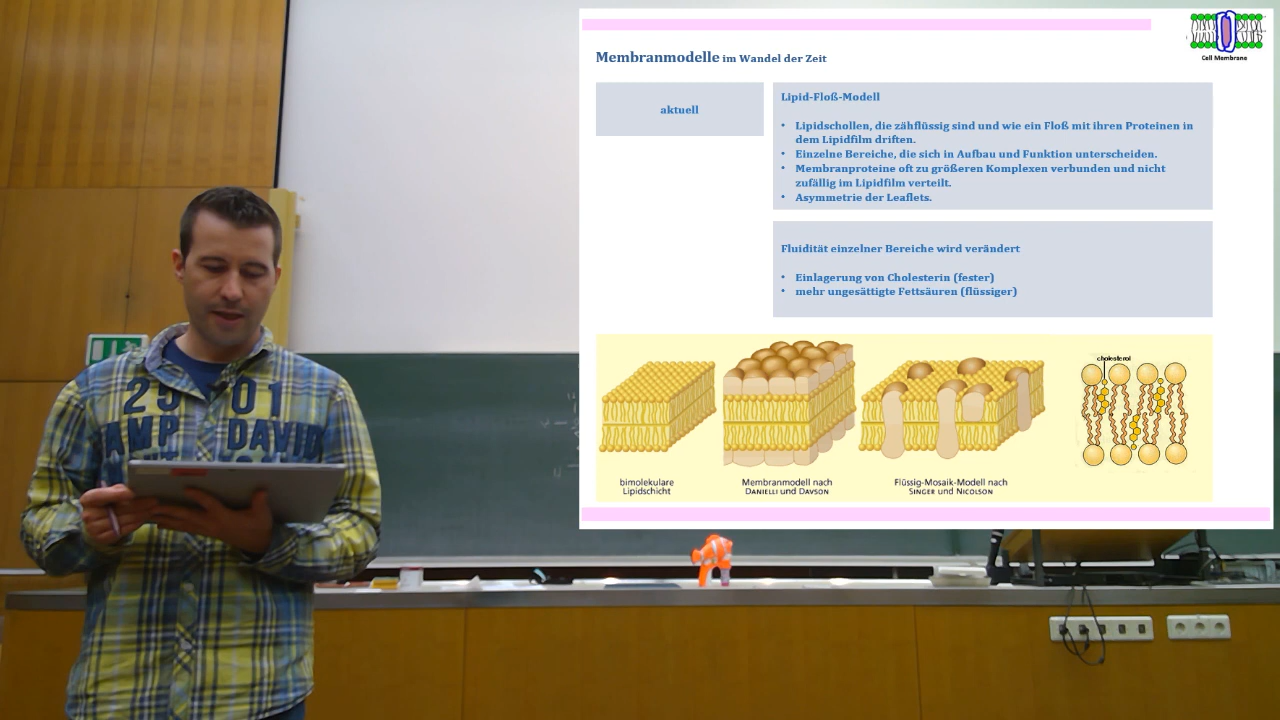 Cell Membrane
Membranmodelle im Wandel der Zeit
aktuell
Lipid-Floß-Modell
• Lipidschollen, die zähflüssig sind und wie ein Floß mit ihren Proteinen in
dem Lipidfilm driften.
• Einzelne Bereiche, die sich in Aufbau und Funktion unterscheiden.
• Membranproteine oft zu größeren Komplexen verbunden und nicht
zufällig im Lipidfilm verteilt.
• Asymmetrie der Leaflets.
Fluidität einzelner Bereiche wird verändert
• Einlagerung von Cholesterin (fester)
• mehr ungesättigte Fettsäuren (flüssiger)
cholesterol
bimolekulare
Lipidschicht
Membranmodell nach
DANIELLI und DAVSON
Flüssig-Mosaik-Modell nach
SINGER und NICOLSON
25 01
AMP DAVID